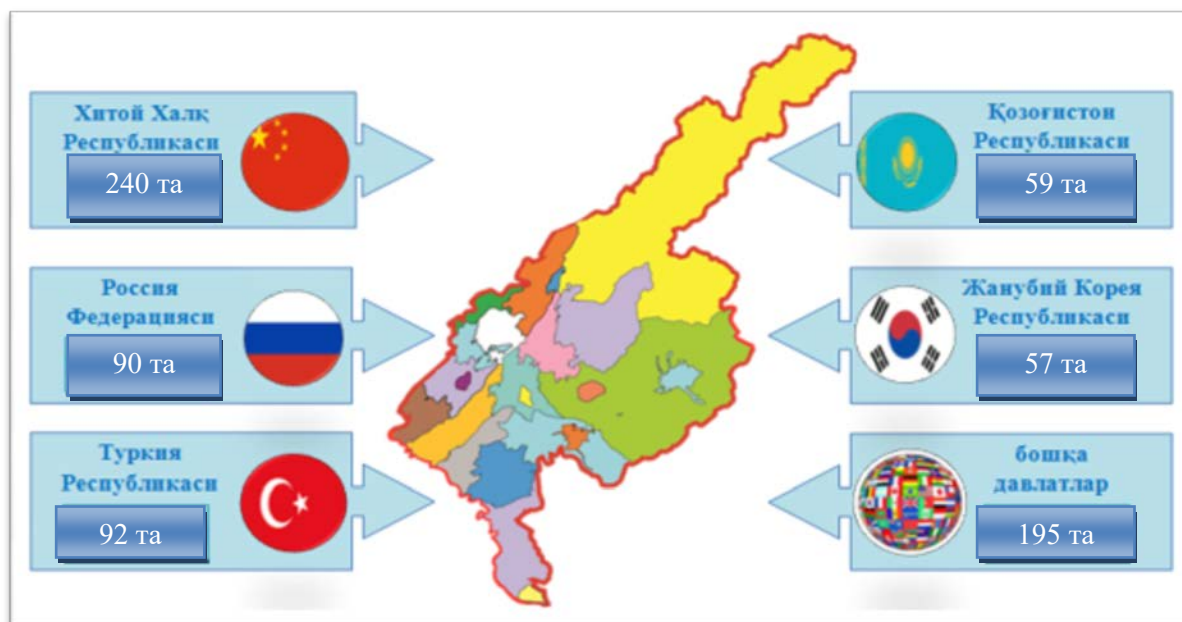 Хитой Халқ
Республикаси
240 та
Россия
Федерацияси
90 та
Туркия
Республикаси
92 та
Қозоғистон
Республикаси
59 та
Жанубий Корея
Республикаси
57 та
бошқа
давлатлар
195 та